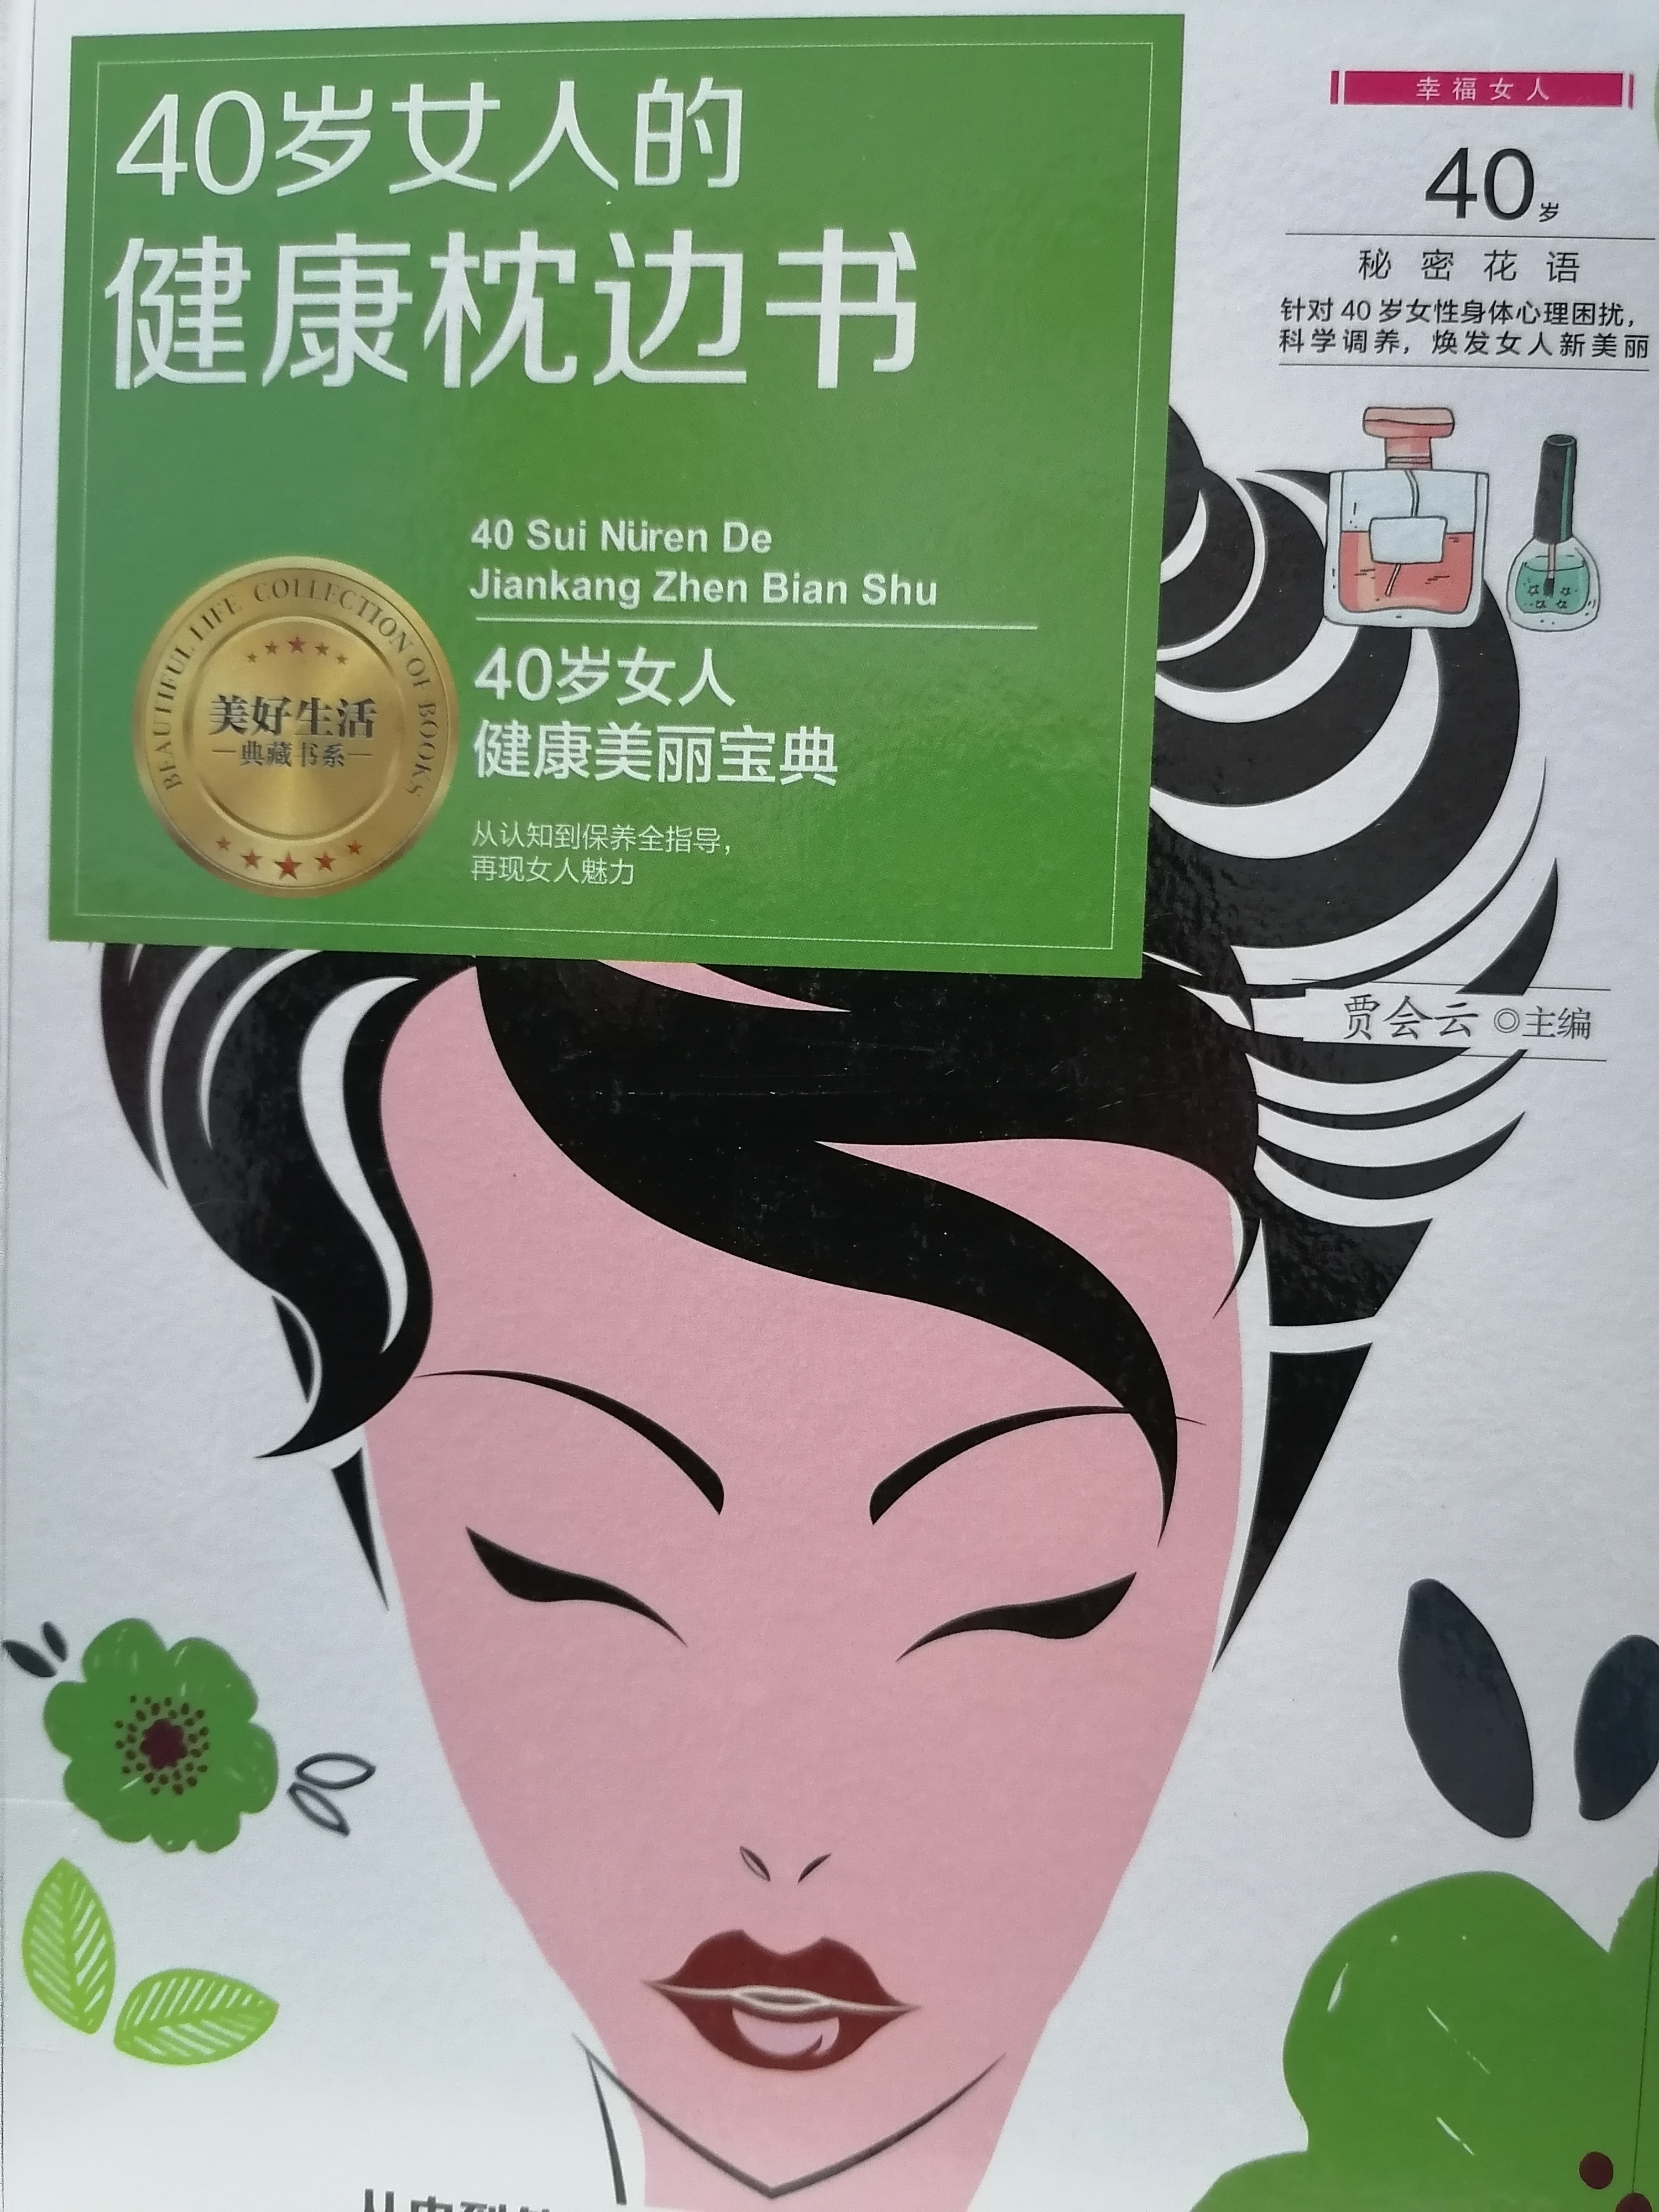 40岁女人的
健康枕边书
40 Sui Nüren De
Jiankang Zhen Bian Shu
40岁女人
健康美丽宝典
从认知到保养全指导，
再现女人魅力
BEAUTIFUL LIFE COLLECTION OF BOOKS
美好生活
—典藏书系—
幸福女人
40岁
秘密花语
针对 40 岁女性身体心理困扰，
科学调养，焕发女人新美丽
贾会云 ◎主编